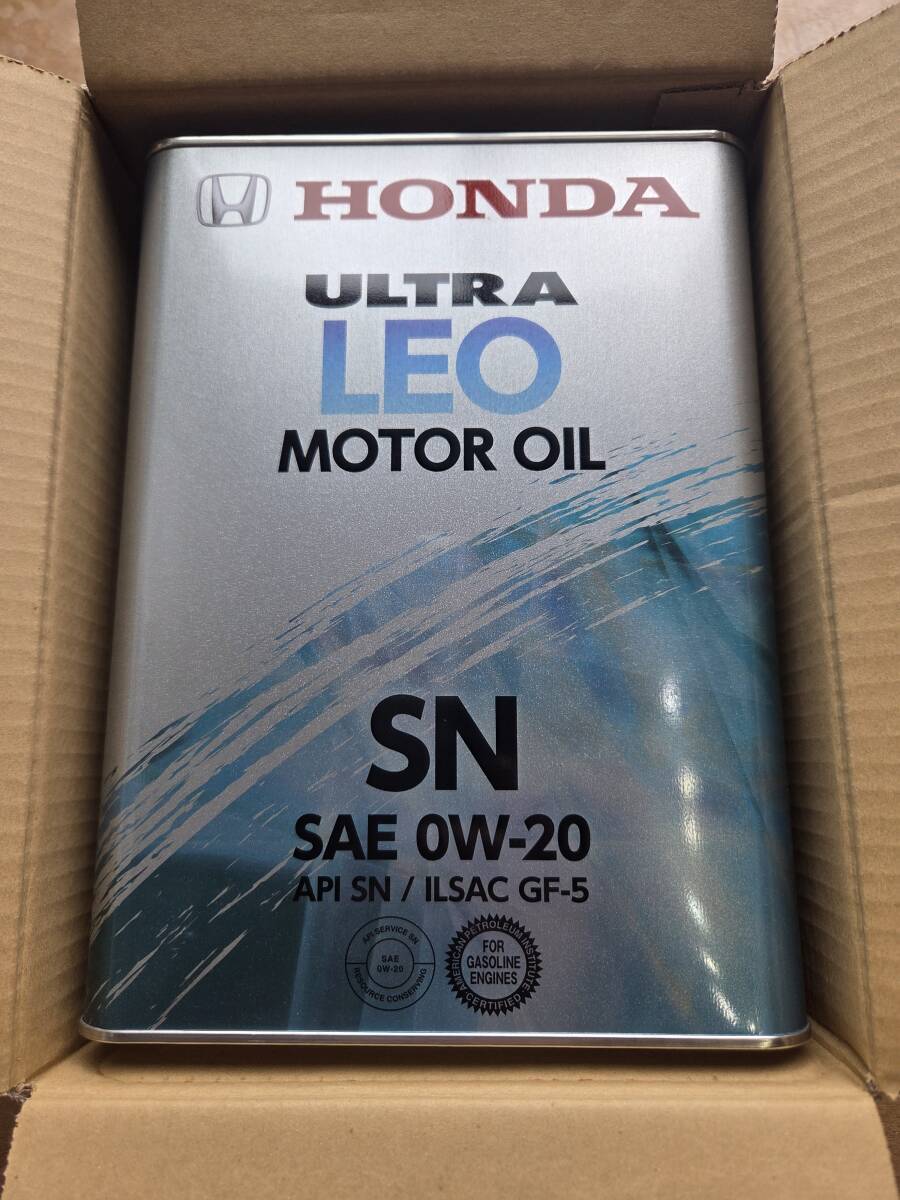 HONDA
ULTRA
LEO
MOTOR OIL
SN
SAE 0W-20
API SN / ILSAC GF-5
API SERVICE SN
SAE
0W-20
RESOURCE CONSERVING
AMERICAN PETROLEUM INSTITUTE
FOR
GASOLINE
ENGINES
CERTIFIED